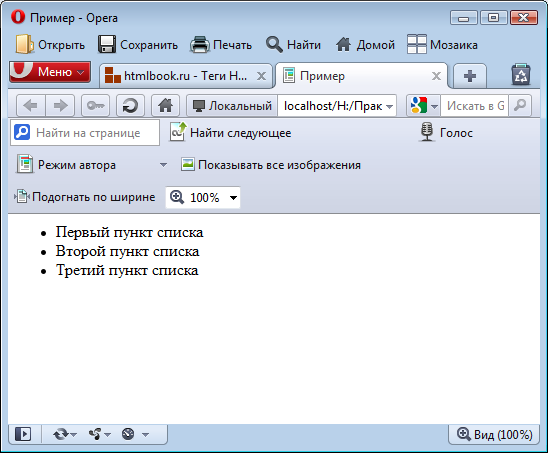 Пример - Opera
Открыть Сохранить Печать Найти Домой Мозаика
Меню htmlbook.ru - Теги H... Пример
Локальный localhost/H:/Прак Искать в G
Найти на странице Найти следующее Голос
Режим автора Показывать все изображения
Подогнать по ширине 100%
Первый пункт списка
Второй пункт списка
Третий пункт списка
Вид (100%)